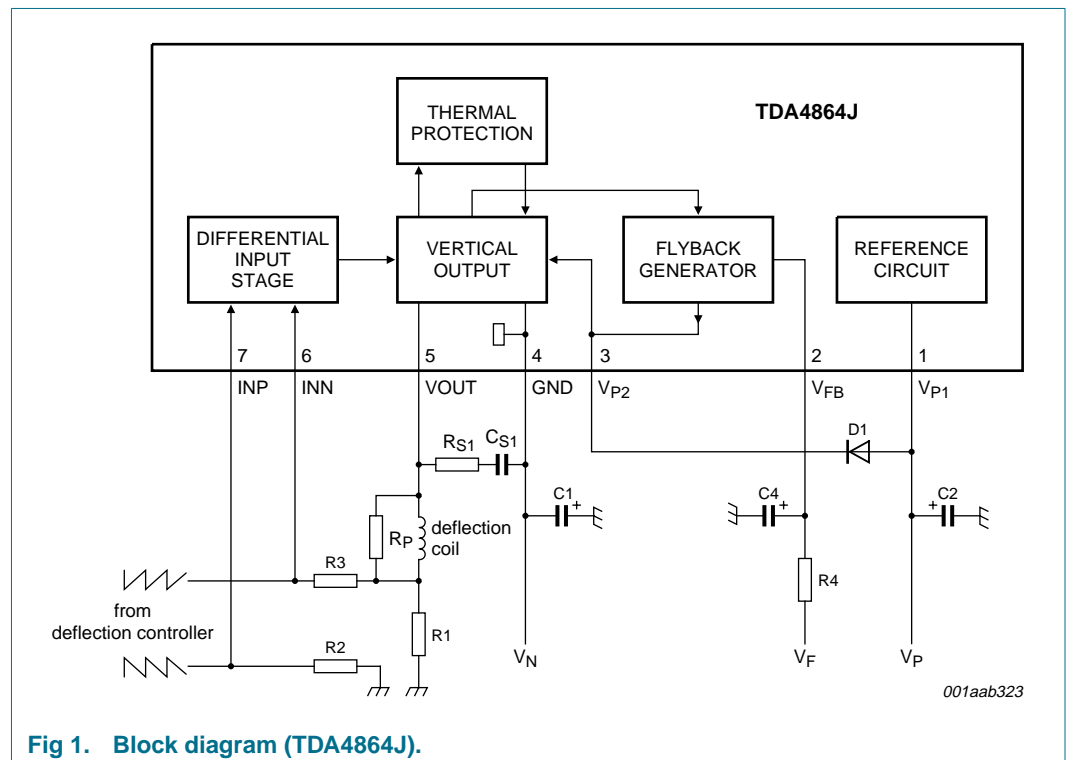 TDA4864J
THERMAL
PROTECTION
DIFFERENTIAL
INPUT
STAGE
VERTICAL
OUTPUT
FLYBACK
GENERATOR
REFERENCE
CIRCUIT
7 6 5 4 3 2 1
INP INN VOUT GND VP2 VFB VP1
D1
RS1 CS1
C1 + C4 + + C2
RP deflection
coil
R3 R4
from
deflection controller
R1
R2
VN VF VP
001aab323
Fig 1. Block diagram (TDA4864J).